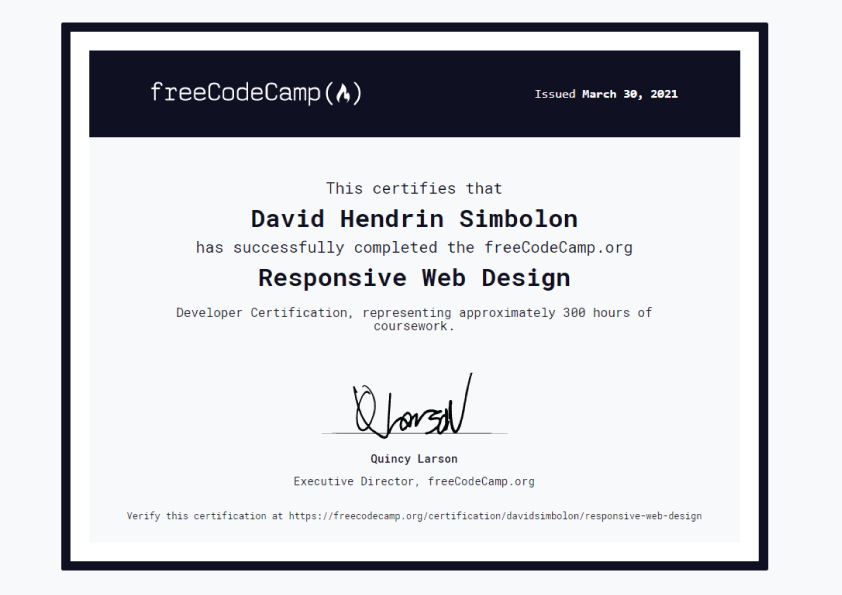 freeCodeCamp(🔥)
Issued March 30, 2021
This certifies that
David Hendrin Simbolon
has successfully completed the freeCodeCamp.org
Responsive Web Design
Developer Certification, representing approximately 300 hours of
coursework.
Q Larson
Quincy Larson
Executive Director, freeCodeCamp.org
Verify this certification at https://freecodecamp.org/certification/davidsimbolon/responsive-web-design